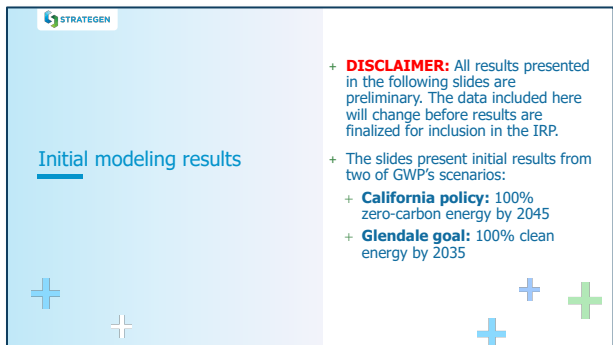 STRATEGEN
Initial modeling results
+ DISCLAIMER: All results presented
in the following slides are
preliminary. The data included here
will change before results are
finalized for inclusion in the IRP.
+ The slides present initial results from
two of GWP's scenarios:
+ California policy: 100%
zero-carbon energy by 2045
+ Glendale goal: 100% clean
energy by 2035